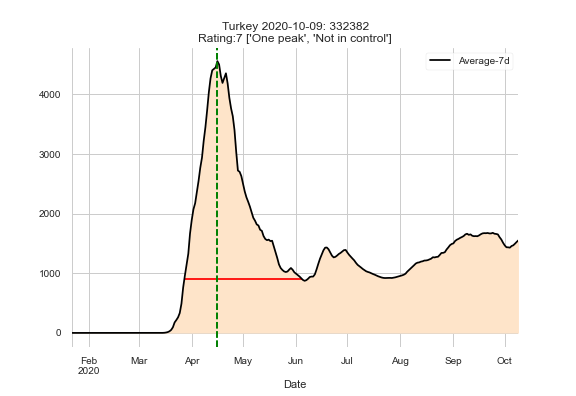 Turkey 2020-10-09: 332382
Rating:7 ['One peak', 'Not in control']
Average-7d
4000
3000
2000
1000
0
Feb Mar Apr May Jun Jul Aug Sep Oct
2020
Date